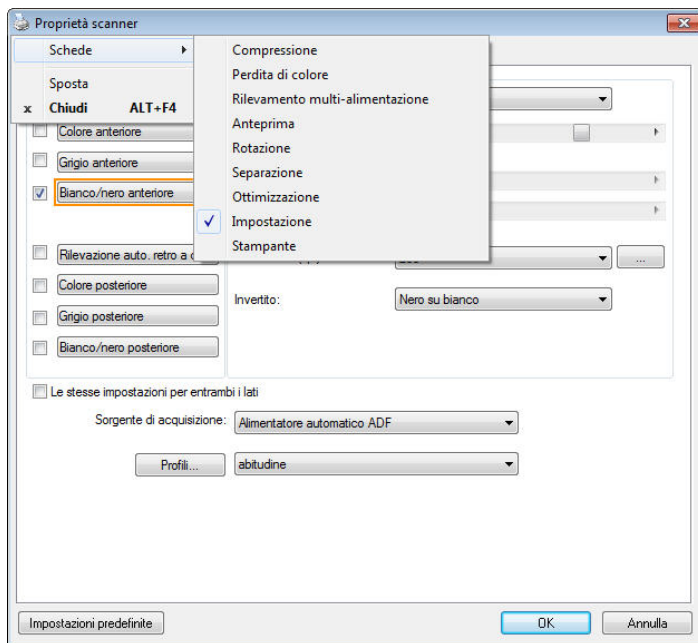 Proprietà scanner
Schede
Sposta
x Chiudi ALT+F4
Compressione
Perdita di colore
Rilevamento multi-alimentazione
Anteprima
Rotazione
Separazione
Ottimizzazione
Impostazione
Stampante
Colore anteriore
Grigio anteriore
Bianco/nero anteriore
Rilevazione auto. retro a
...
Colore posteriore
Invertito: Nero su bianco
Grigio posteriore
Bianco/nero posteriore
Le stesse impostazioni per entrambi i lati
Sorgente di acquisizione: Alimentatore automatico ADF
Profili... abitudine
Impostazioni predefinite OK Annulla